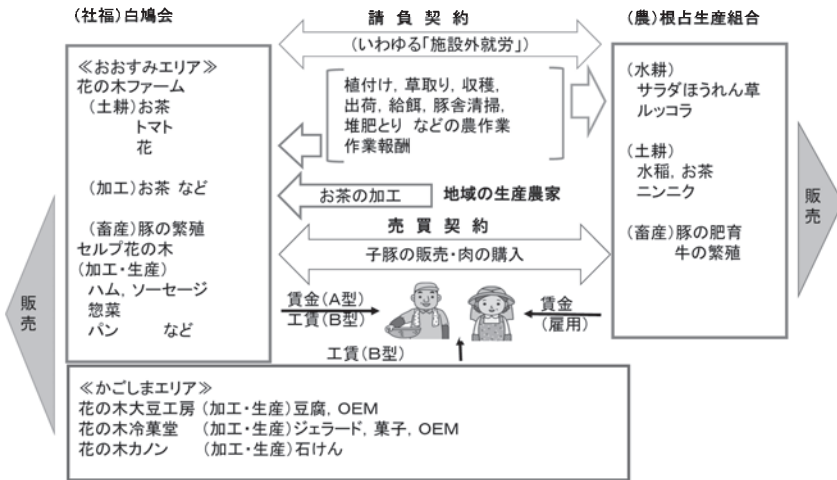 (社福)白鳩会
請負契約
(農)根占生産組合
(いわゆる「施設外就労」)
≪おおすみエリア≫
花の木ファーム
(土耕)お茶
トマト
花
(加工)お茶 など
(畜産)豚の繁殖
セルプ花の木
(加工・生産)
ハム, ソーセージ
惣菜
パン など
植付け, 草取り, 収穫,
出荷, 給餌, 豚舎清掃,
堆肥とり などの農作業
作業報酬
お茶の加工
地域の生産農家
売買契約
子豚の販売・肉の購入
(水耕)
サラダほうれん草
ルッコラ
(土耕)
水稲, お茶
ニンニク
(畜産)豚の肥育
牛の繁殖
販売
販売
賃金(A型)
工賃(B型)
賃金
(雇用)
工賃(B型)
≪かごしまエリア≫
花の木大豆工房 (加工・生産)豆腐, OEM
花の木冷菓堂 (加工・生産)ジェラード, 菓子, OEM
花の木カノン (加工・生産)石けん